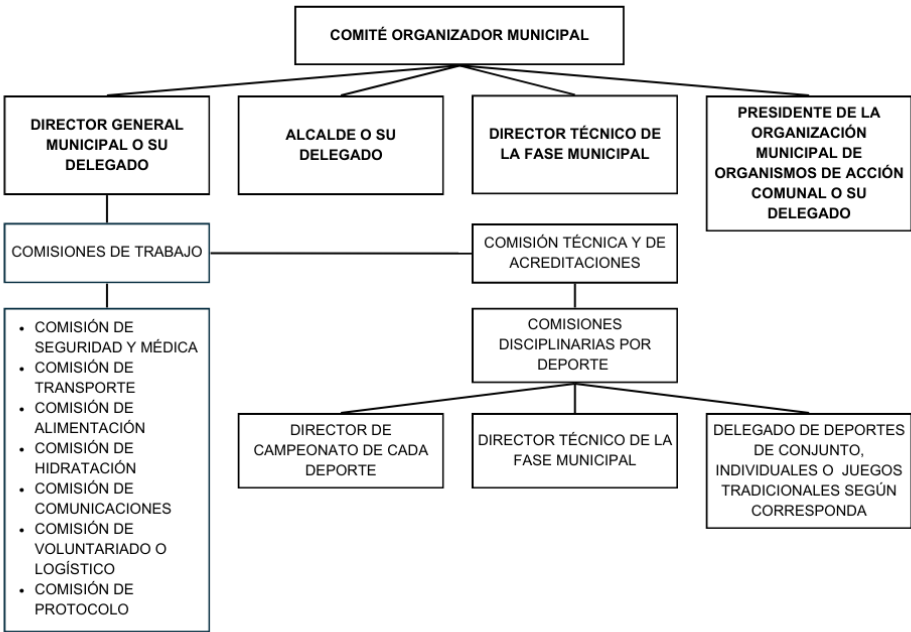 COMITÉ ORGANIZADOR MUNICIPAL
DIRECTOR GENERAL
MUNICIPAL O SU
DELEGADO
ALCALDE O SU
DELEGADO
DIRECTOR TÉCNICO DE
LA FASE MUNICIPAL
PRESIDENTE DE LA
ORGANIZACIÓN
MUNICIPAL DE
ORGANISMOS DE ACCIÓN
COMUNAL O SU
DELEGADO
COMISIONES DE TRABAJO
COMISIÓN TÉCNICA Y DE
ACREDITACIONES
• COMISIÓN DE
SEGURIDAD Y MÉDICA
• COMISIÓN DE
TRANSPORTE
• COMISIÓN DE
ALIMENTACIÓN
• COMISIÓN DE
HIDRATACIÓN
• COMISIÓN DE
COMUNICACIONES
• COMISIÓN DE
VOLUNTARIADO O
LOGÍSTICO
• COMISIÓN DE
PROTOCOLO
COMISIONES
DISCIPLINARIAS POR
DEPORTE
DIRECTOR DE
CAMPEONATO DE CADA
DEPORTE
DIRECTOR TÉCNICO DE LA
FASE MUNICIPAL
DELEGADO DE DEPORTES
DE CONJUNTO,
INDIVIDUALES O JUEGOS
TRADICIONALES SEGÚN
CORRESPONDA